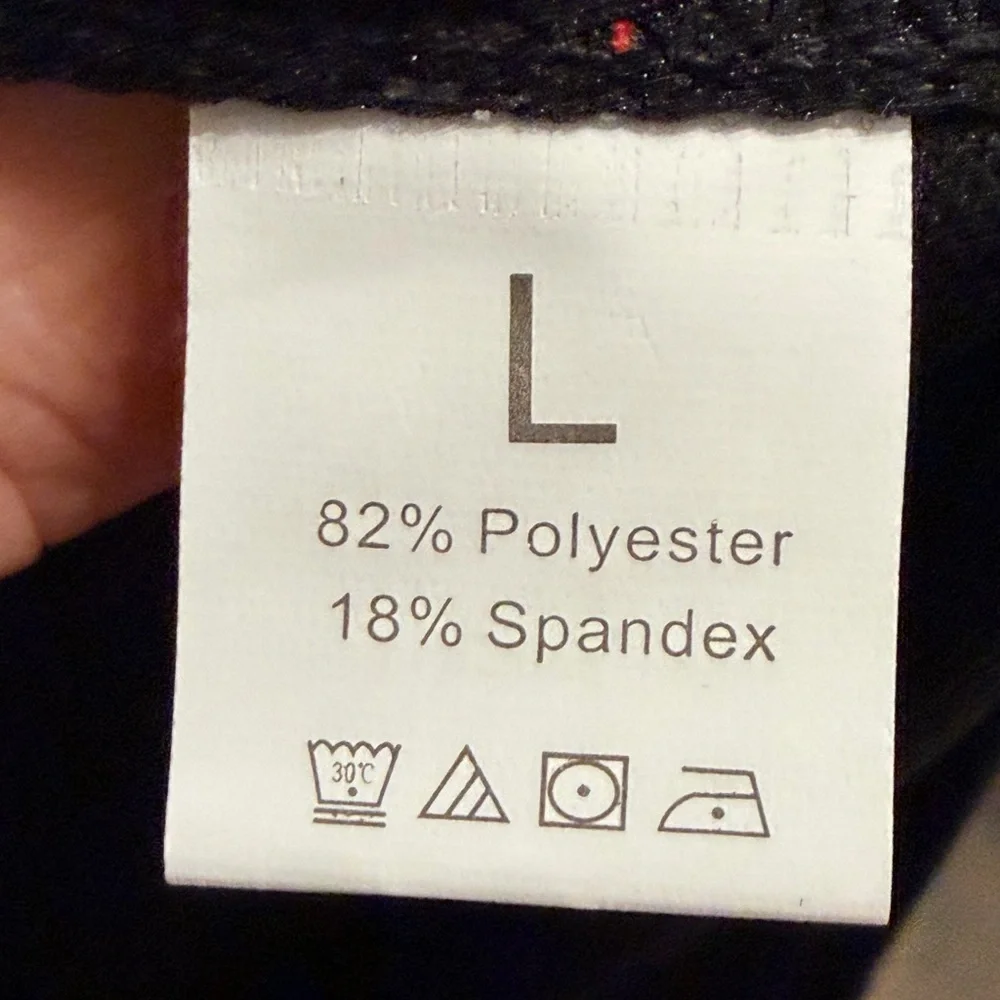 L
82% Polyester
18% Spandex
30℃